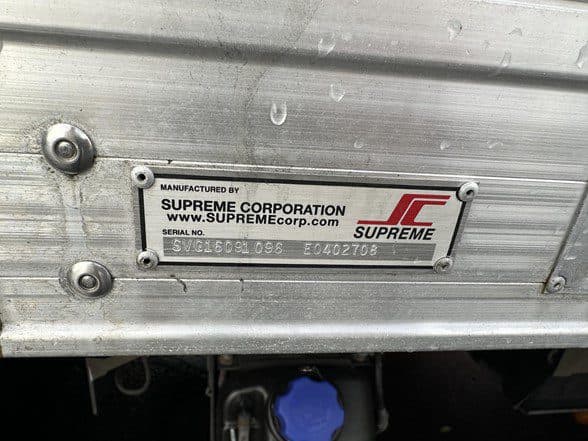 MANUFACTURED BY
SUPREME CORPORATION
www.SUPREMEcorp.com
SC
SUPREME
SERIAL NO.
SVG16091096 E0402708